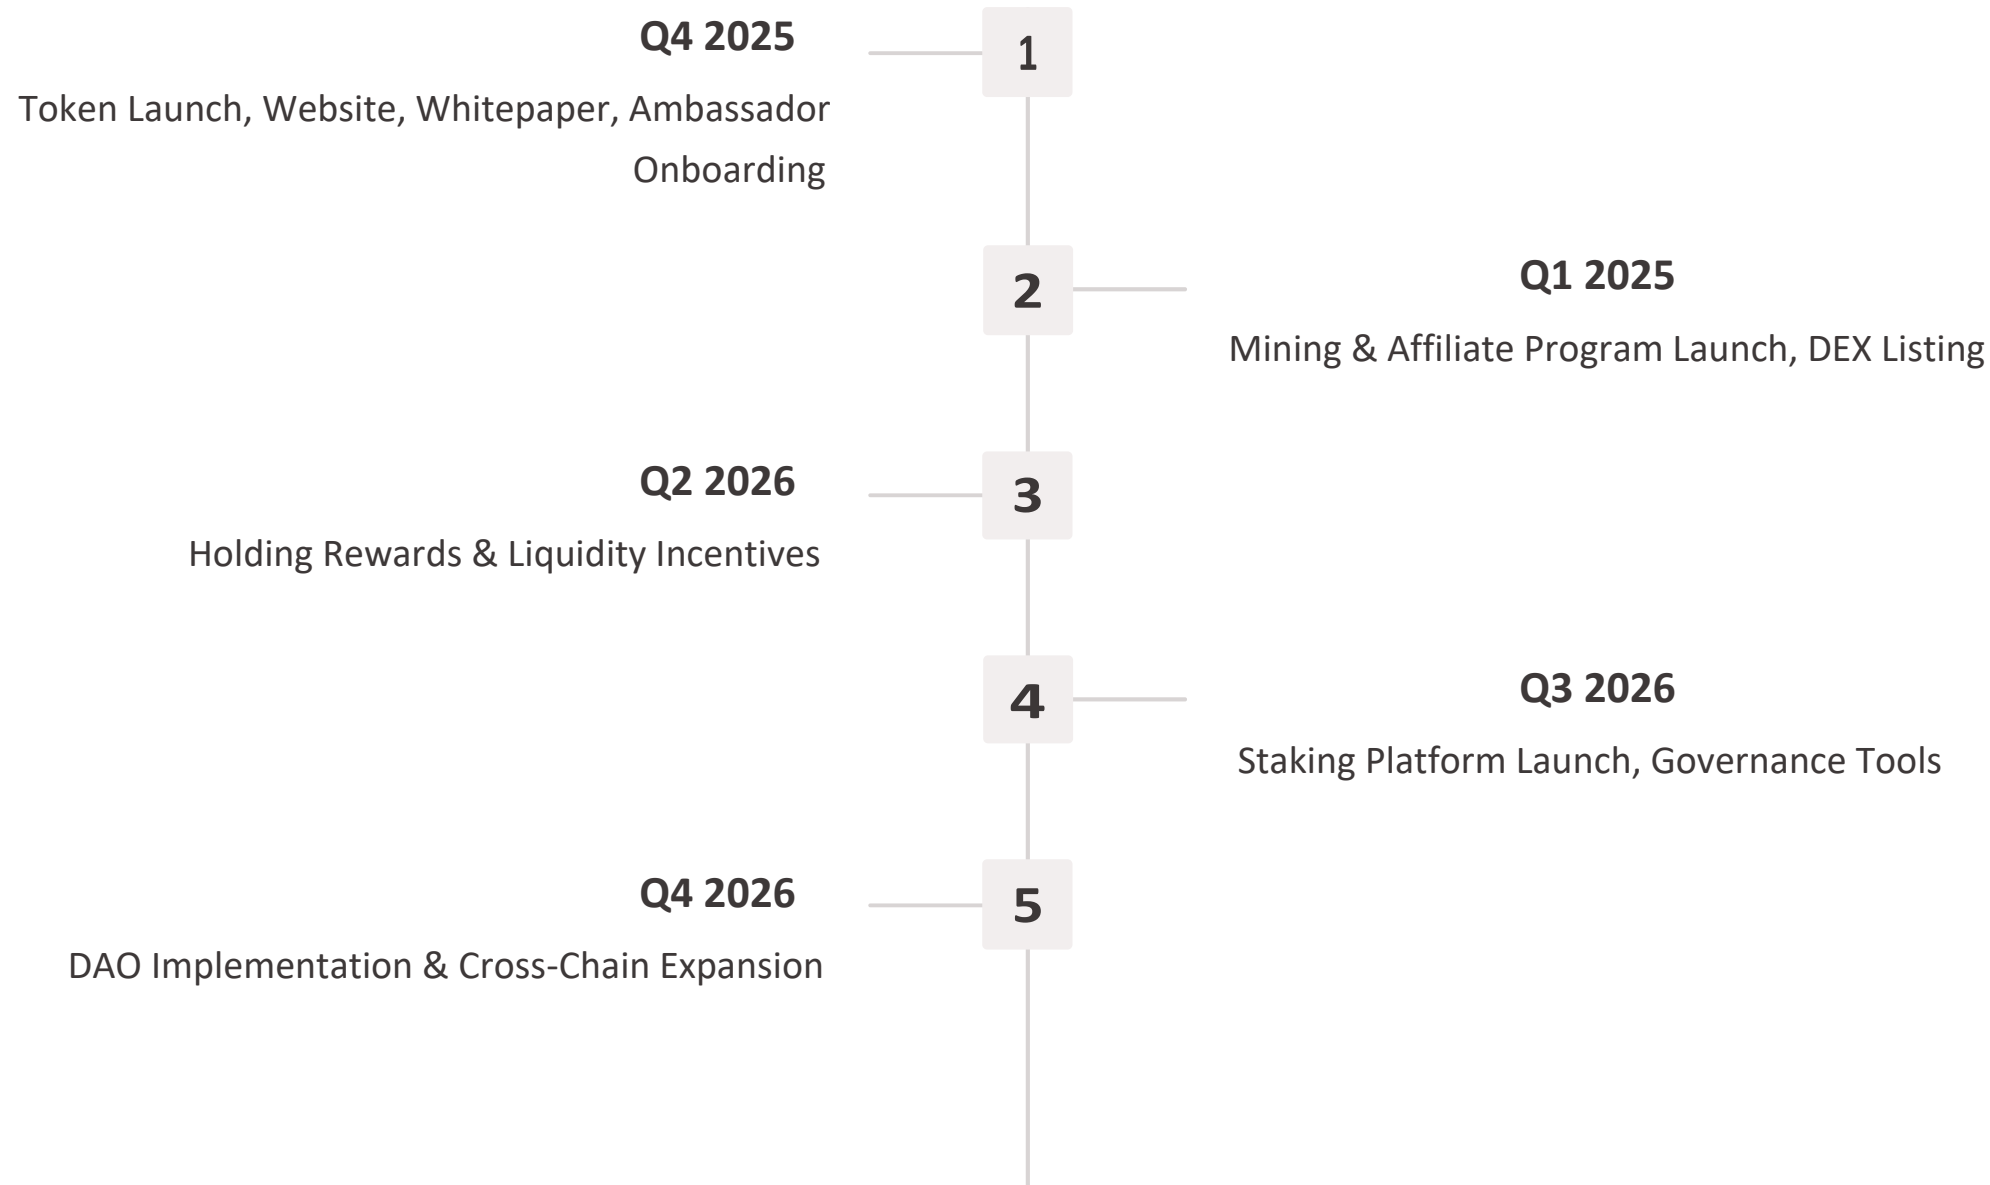 Q4 2025
1
Token Launch, Website, Whitepaper, Ambassador
Onboarding
2
Q1 2025
Mining & Affiliate Program Launch, DEX Listing
Q2 2026
3
Holding Rewards & Liquidity Incentives
4
Q3 2026
Staking Platform Launch, Governance Tools
Q4 2026
5
DAO Implementation & Cross-Chain Expansion